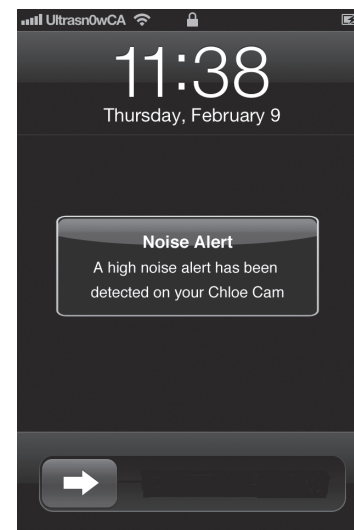 Ultrasn0wCA
11:38
Thursday, February 9
Noise Alert
A high noise alert has been
detected on your Chloe Cam